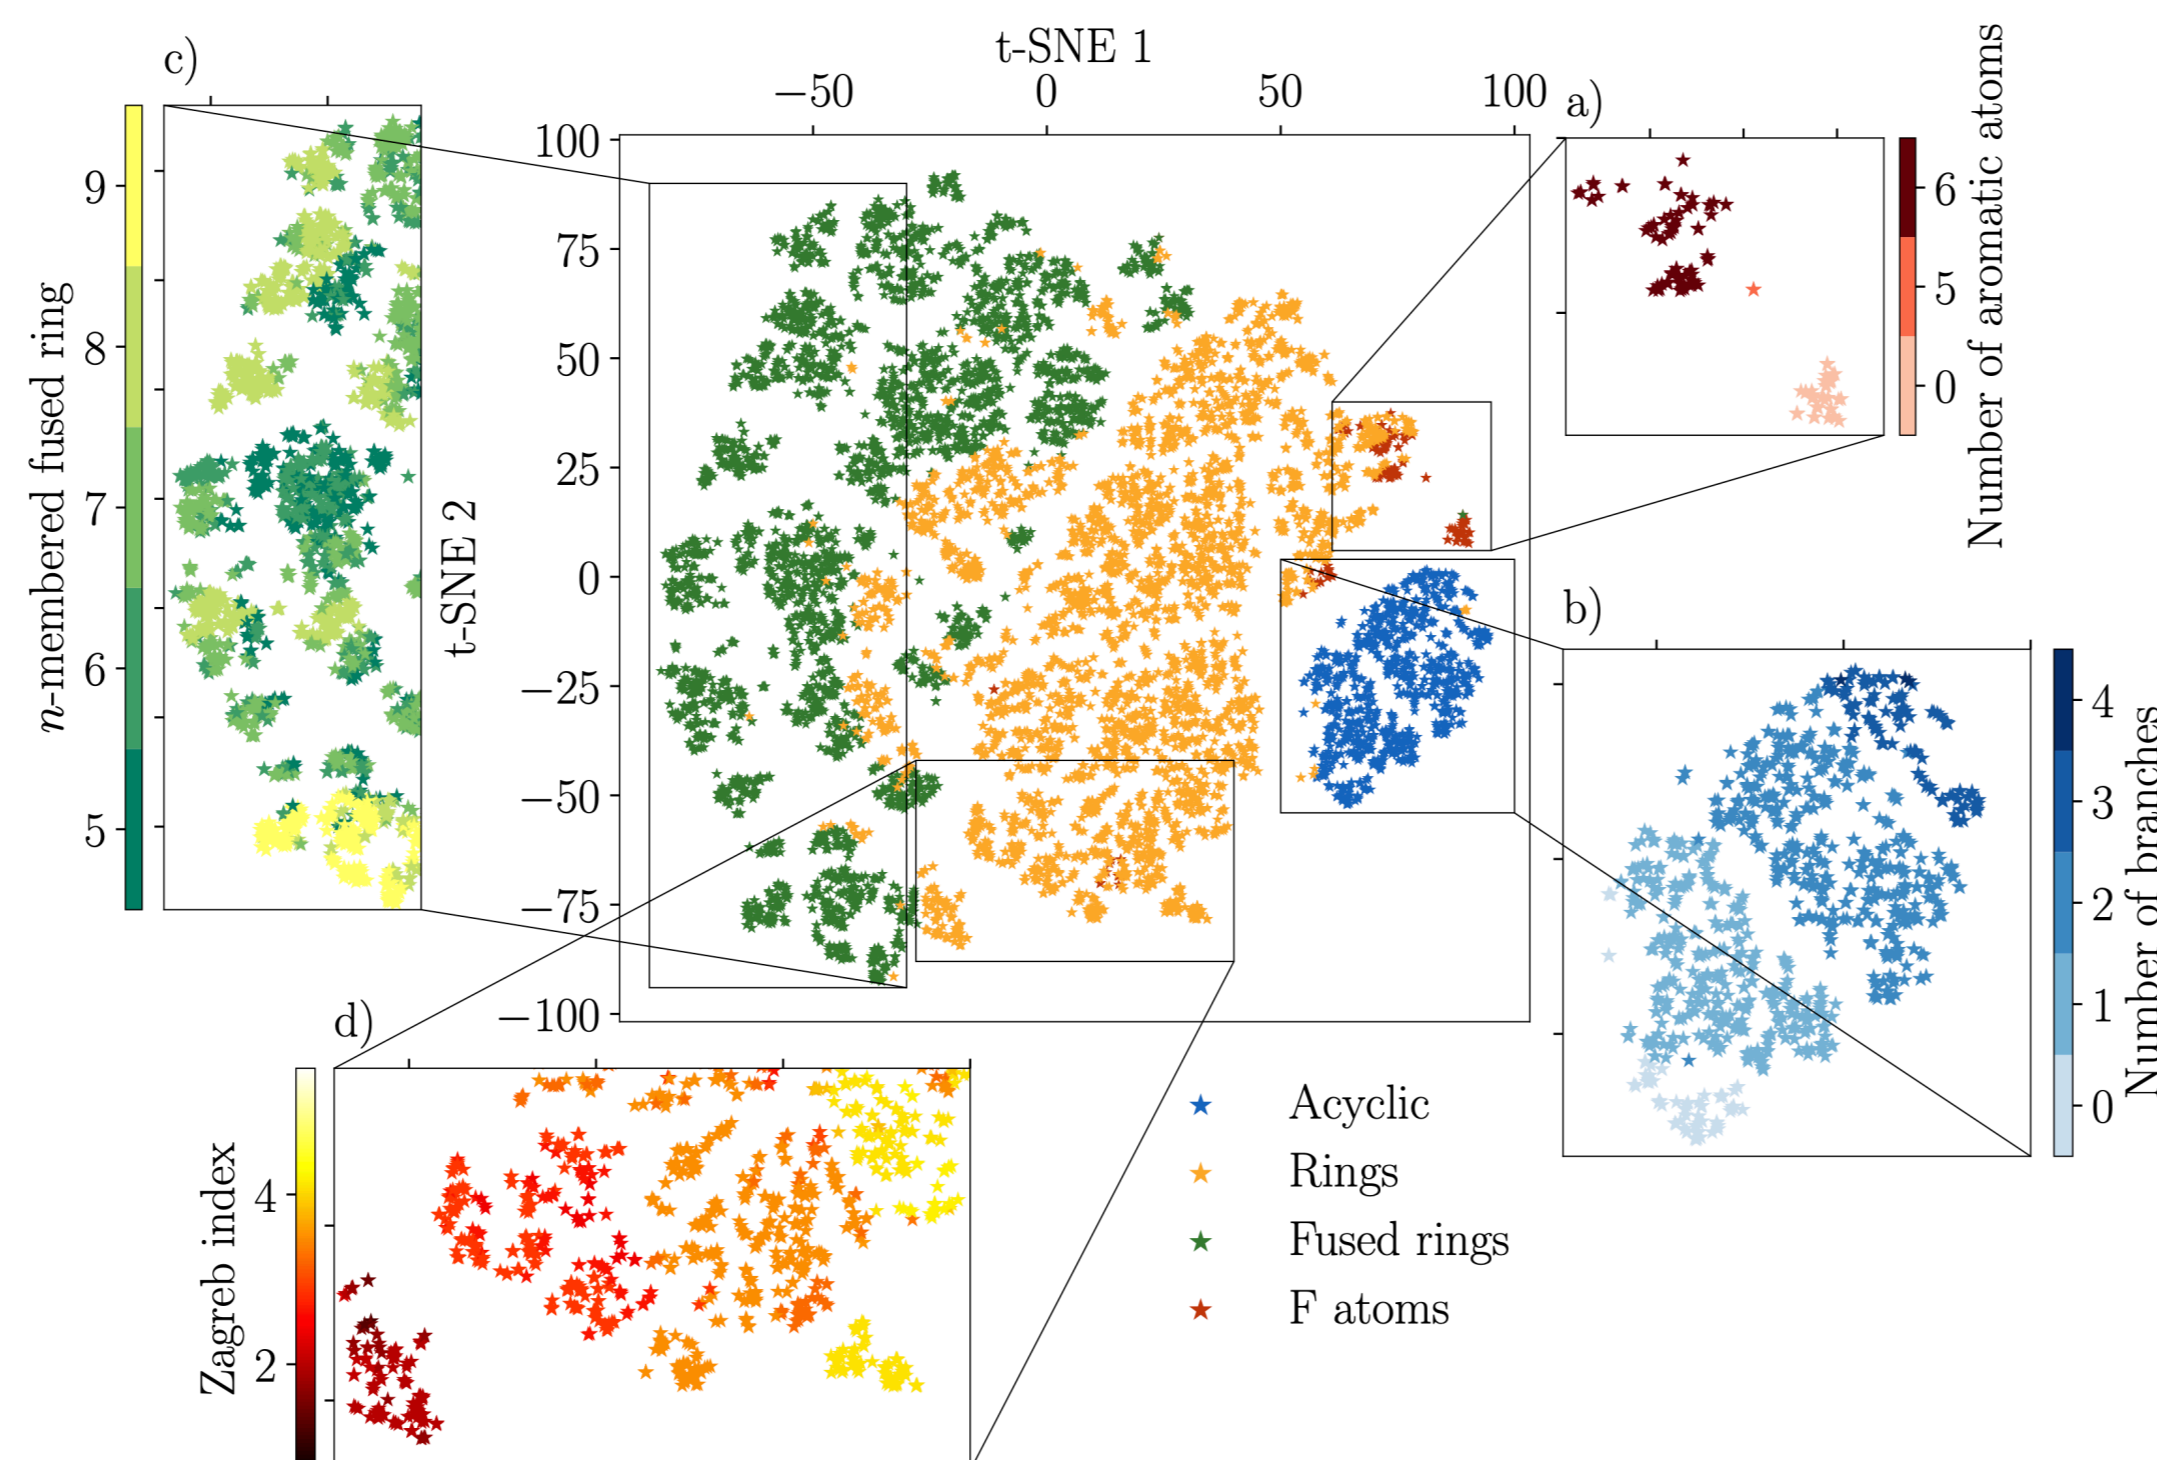 c)
t-SNE 1
−50 0 50 100
a)
100
75
50
25
0
−25
−50
−75
−100
t-SNE 2
9
8
7
6
5
n-membered fused ring
6
5
0
Number of aromatic atoms
b)
4
3
2
1
0
Number of branches
d)
4
2
Zagreb index
Acyclic
Rings
Fused rings
F atoms